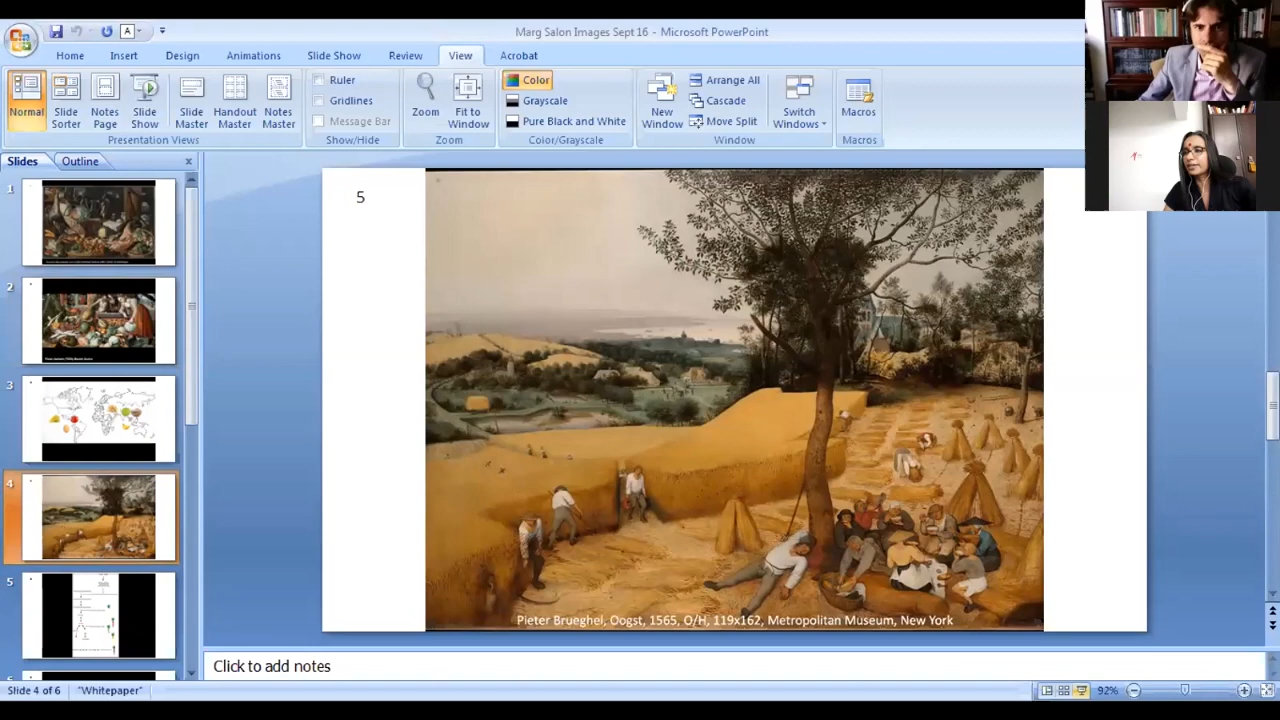 Marg Salon Images Sept 16 - Microsoft PowerPoint
Home Insert Design Animations Slide Show Review View Acrobat
Normal Slide Sorter Notes Page Slide Show Slide Master Handout Master Notes Master
Presentation Views
Ruler
Gridlines
Message Bar
Show/Hide
Zoom Fit to Window
Zoom
Color
Grayscale
Pure Black and White
Color/Grayscale
New Window
Arrange All
Cascade
Move Split
Switch Windows
Window
Macros
Macros
Slides Outline
1
2
3
4
5
5
Pieter Brueghel, Oogst, 1565, O/H, 119x162, Metropolitan Museum, New York
Click to add notes
Slide 4 of 6 "Whitepaper" 92%